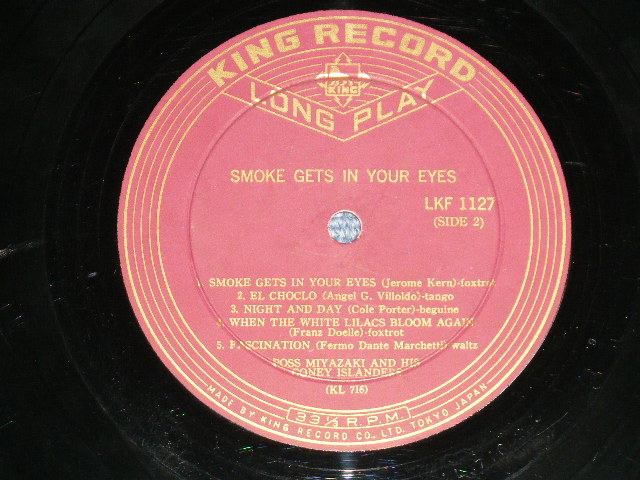 KING RECORD
KING
LONG PLAY
SMOKE GETS IN YOUR EYES
LKF 1127
(SIDE 2)
1. SMOKE GETS IN YOUR EYES (Jerome Kern)-foxtrot
2. EL CHOCLO (Angel G. Villoldo)-tango
3. NIGHT AND DAY (Cole Porter)-beguine
4. WHEN THE WHITE LILACS BLOOM AGAIN
(Franz Doelle)-foxtrot
5. FASCINATION (Fermo Dante Marchetti) waltz
POSS MIYAZAKI AND HIS
CONEY ISLANDERS
(KL 716)
33⅓ R.P.M.
MADE BY KING RECORD CO., LTD. TOKYO JAPAN